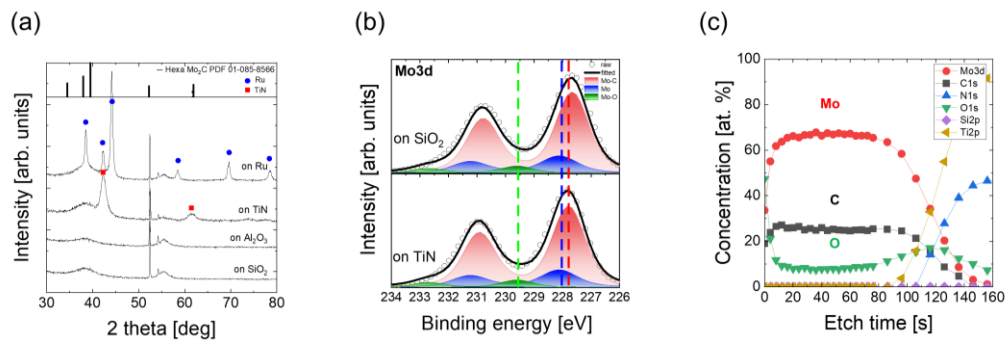 (a)
Intensity [arb. units]
— Hexa Mo₂C PDF 01-085-8566
Ru
TiN
on Ru
on TiN
on Al₂O₃
on SiO₂
30 40 50 60 70 80
2 theta [deg]
(b)
Intensity [arb. units]
Mo3d
raw
fitted
Mo-C
Mo
Mo-O
on SiO₂
on TiN
234 233 232 231 230 229 228 227 226
Binding energy [eV]
(c)
Concentration [at. %]
100
80
60
40
20
0
Mo
C
O
Mo3d
C1s
N1s
O1s
Si2p
Ti2p
0 20 40 60 80 100 120 140 160
Etch time [s]